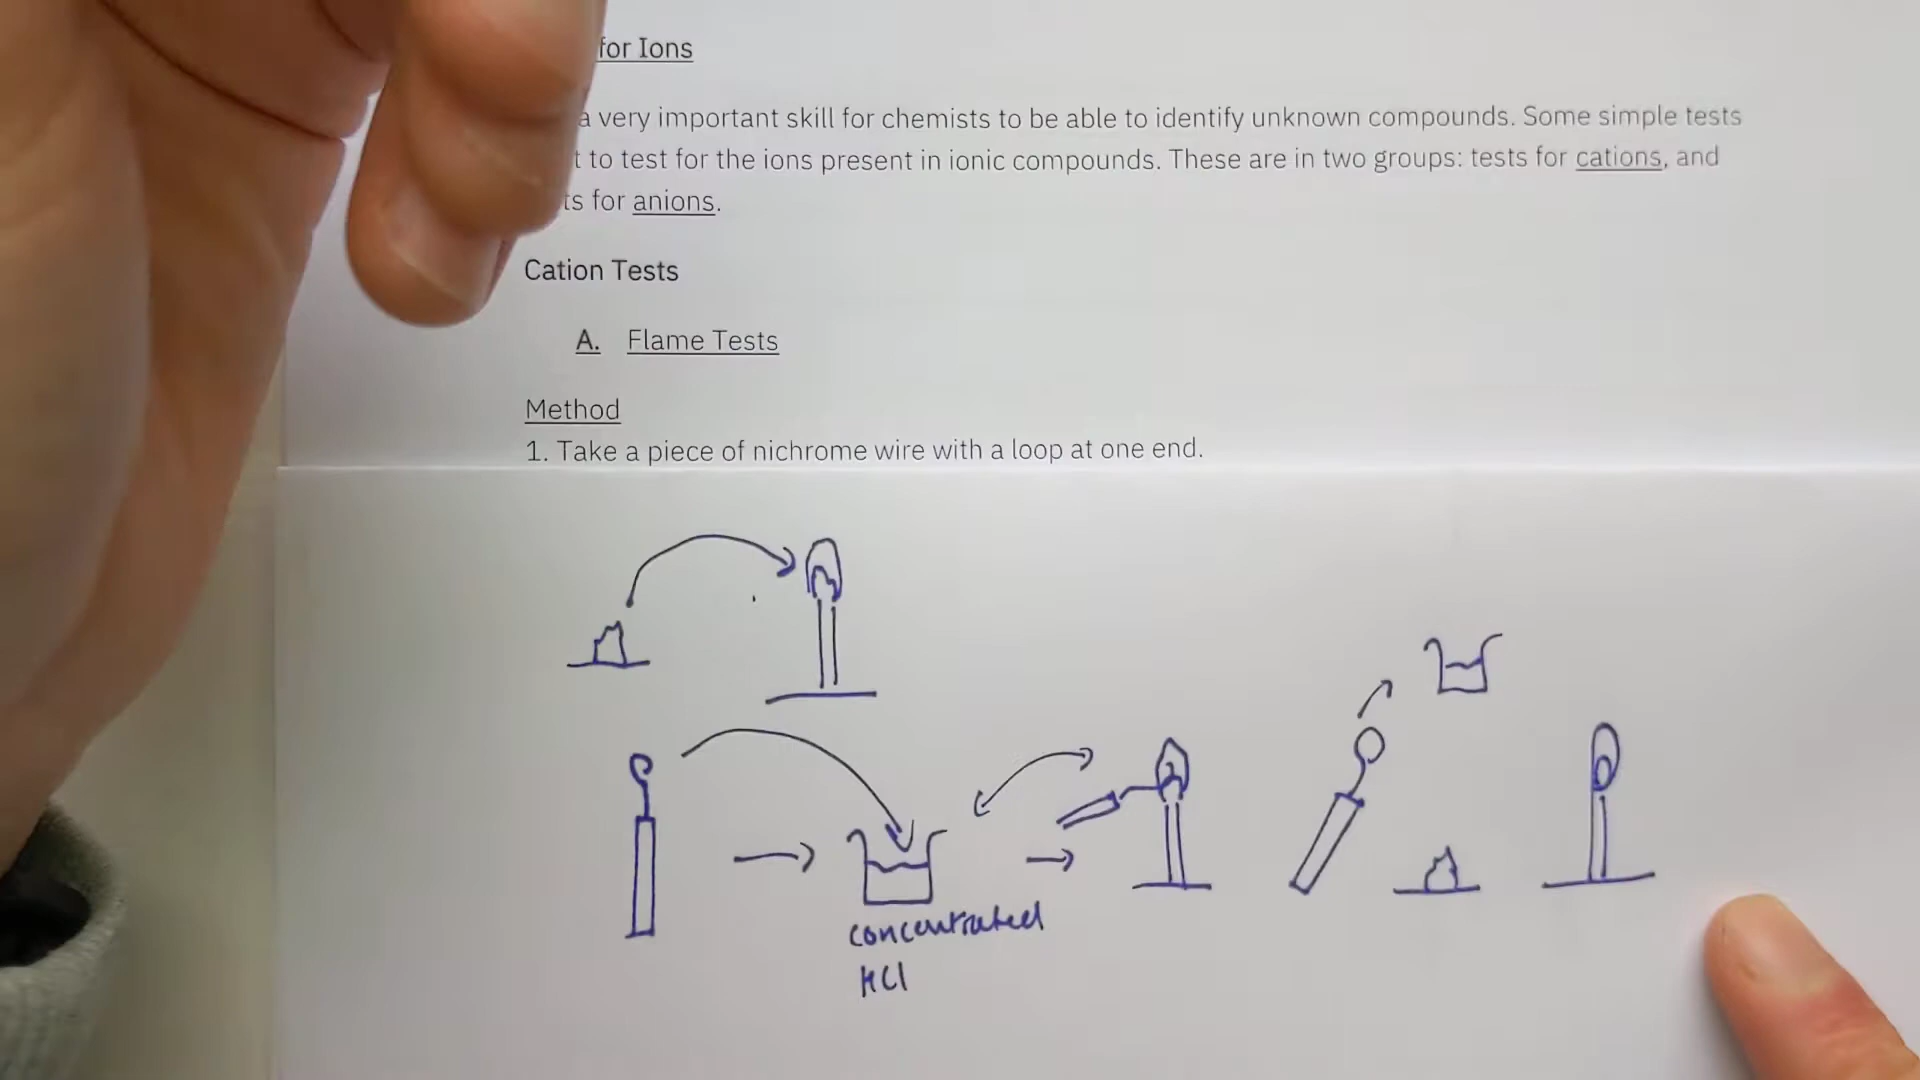 for Ions
a very important skill for chemists to be able to identify unknown compounds. Some simple tests
t to test for the ions present in ionic compounds. These are in two groups: tests for cations, and
ts for anions.
Cation Tests
A. Flame Tests
Method
1. Take a piece of nichrome wire with a loop at one end.
concentrated
HCl